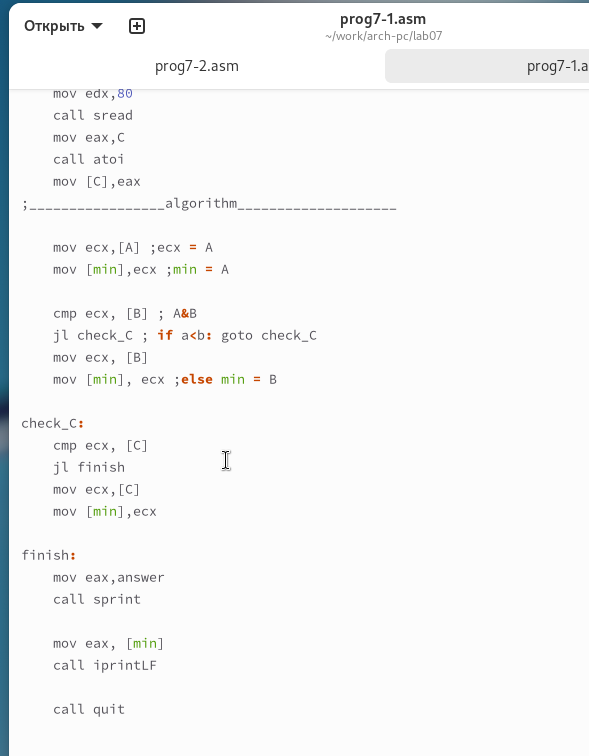 Открыть
prog7-1.asm
~/work/arch-pc/lab07
prog7-2.asm
prog7-1.a
mov edx,80
call sread
mov eax,C
call atoi
mov [C],eax
;_________________algorithm____________________
mov ecx,[A] ;ecx = A
mov [min],ecx ;min = A
cmp ecx, [B] ; A&B
jl check_C ; if a<b: goto check_C
mov ecx, [B]
mov [min], ecx ;else min = B
check_C:
cmp ecx, [C]
jl finish
mov ecx,[C]
mov [min],ecx
finish:
mov eax,answer
call sprint
mov eax, [min]
call iprintLF
call quit